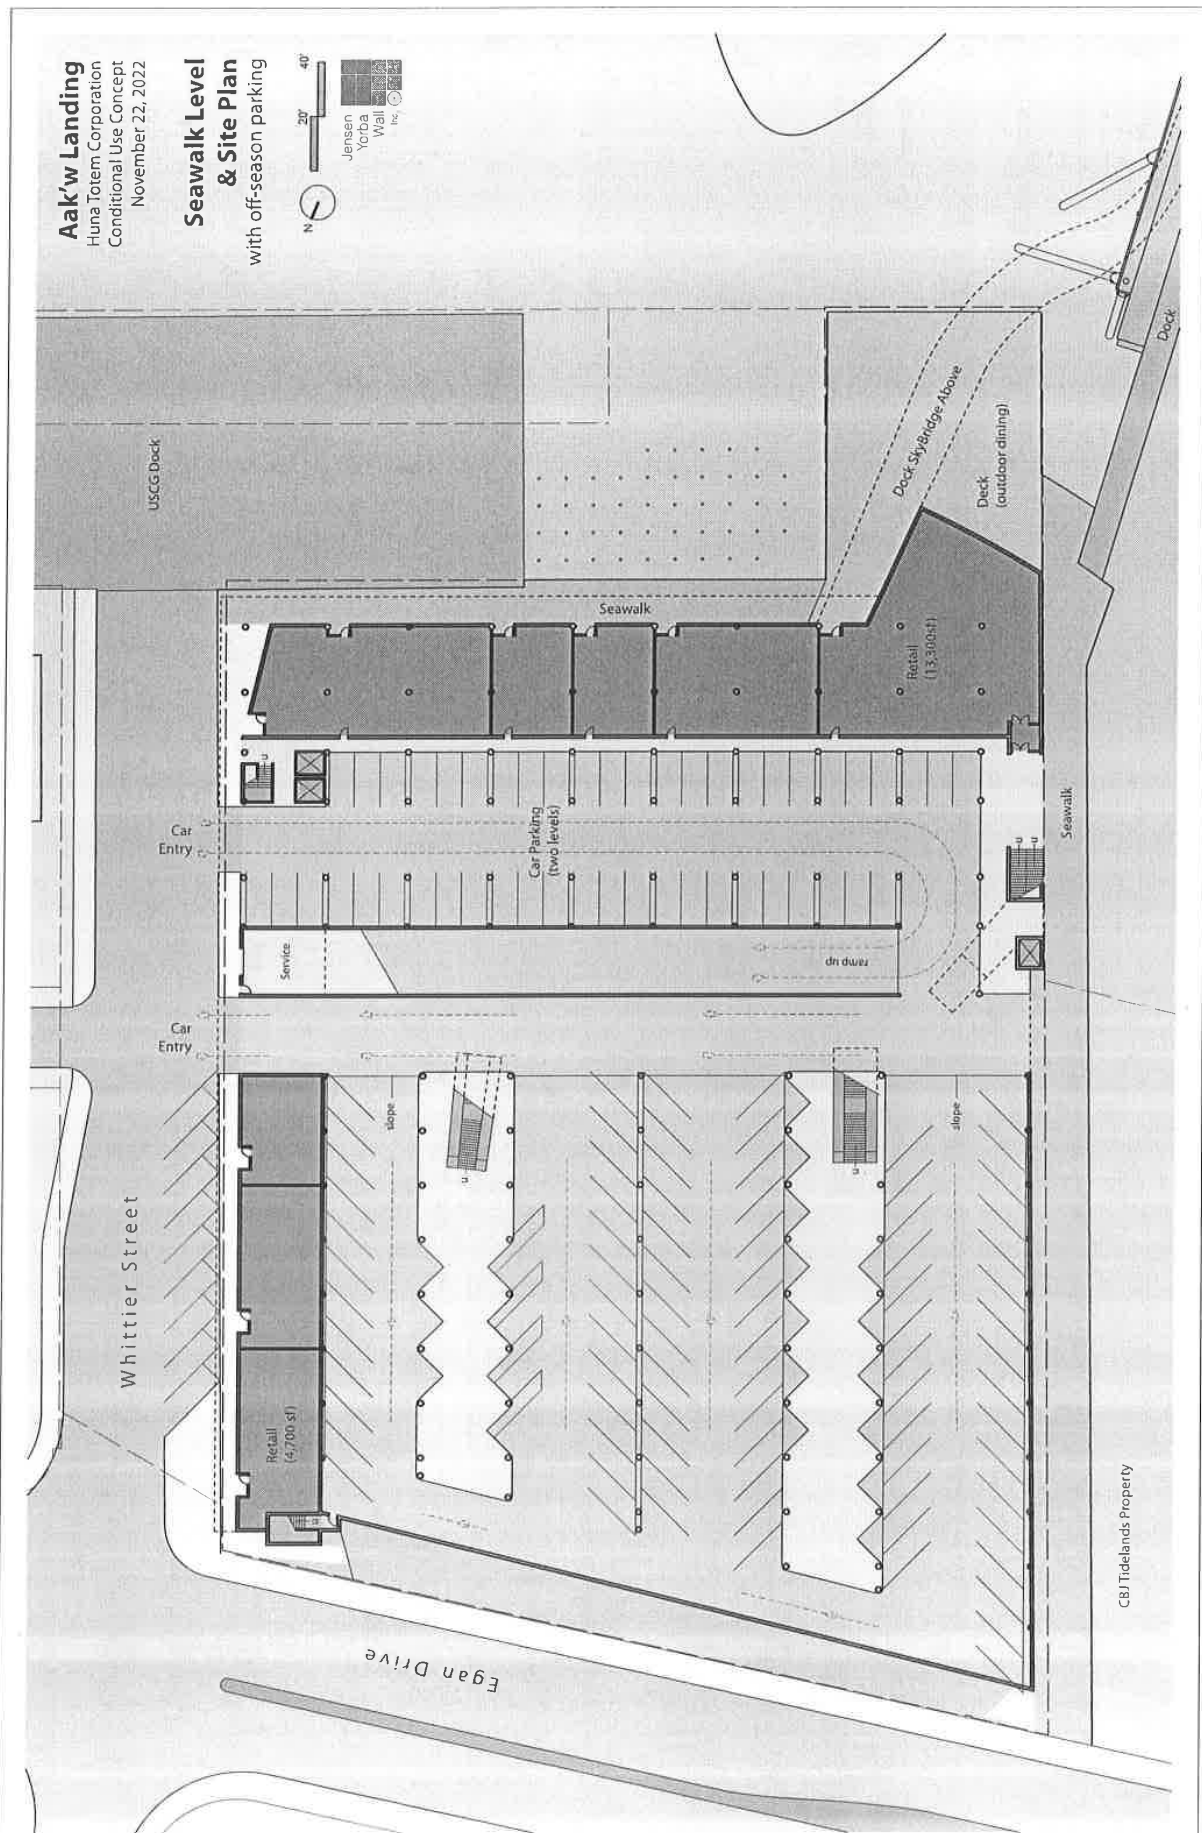 Aak'w Landing
Huna Totem Corporation
Conditional Use Concept
November 22, 2022
Seawalk Level
& Site Plan
with off-season parking
N
20'
40'
Jensen
Yorba
Wall
Inc.
USCG Dock
Dock SkyBridge Above
Deck
(outdoor dining)
Dock
Seawalk
Retail
(13,300sf)
u
Car
Entry
Car Parking
(two levels)
Seawalk
u
u
Service
ramp up
Car
Entry
slope
u
u
slope
Whittier Street
Retail
(4,700 sf)
u
Egan Drive
CBJ Tidelands Property